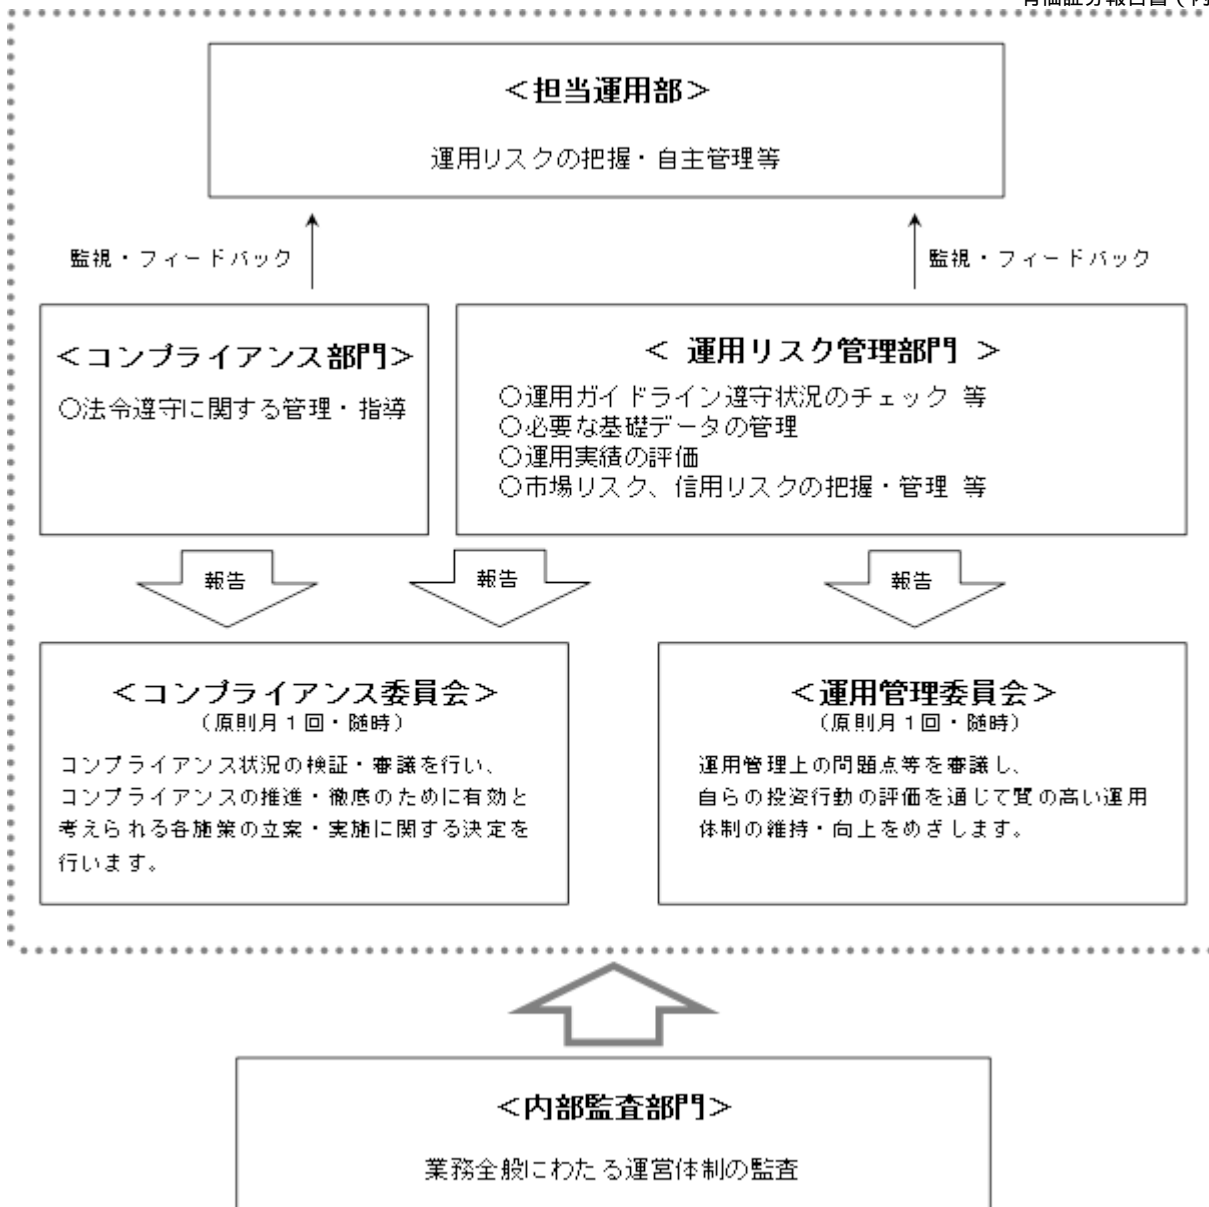 有価証券報告書（内
＜担当運用部＞
運用リスクの把握・自主管理等
監視・フィードバック
監視・フィードバック
＜コンプライアンス部門＞
○法令遵守に関する管理・指導
＜ 運用リスク管理部門 ＞
○運用ガイドライン遵守状況のチェック 等
○必要な基礎データの管理
○運用実績の評価
○市場リスク、信用リスクの把握・管理 等
報告
報告
報告
＜コンプライアンス委員会＞
（原則月１回・随時）
コンプライアンス状況の検証・審議を行い、
コンプライアンスの推進・徹底のために有効と
考えられる各施策の立案・実施に関する決定を
行います。
＜運用管理委員会＞
（原則月１回・随時）
運用管理上の問題点等を審議し、
自らの投資行動の評価を通じて質の高い運用
体制の維持・向上をめざします。
＜内部監査部門＞
業務全般にわたる運営体制の監査